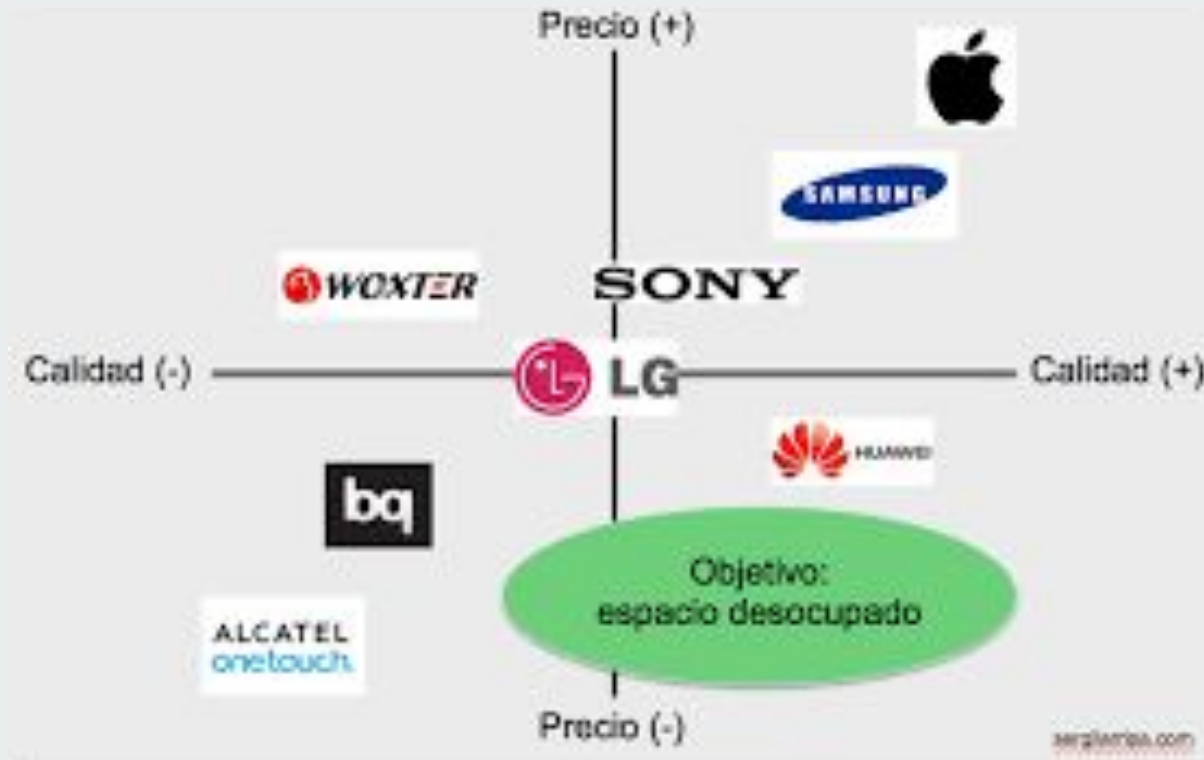 Precio (+)
SAMSUNG
WOXTER
SONY
Calidad (-)
LG
Calidad (+)
HUAWEI
bq
Objetivo:
espacio desocupado
ALCATEL
onetouch.
Precio (-)